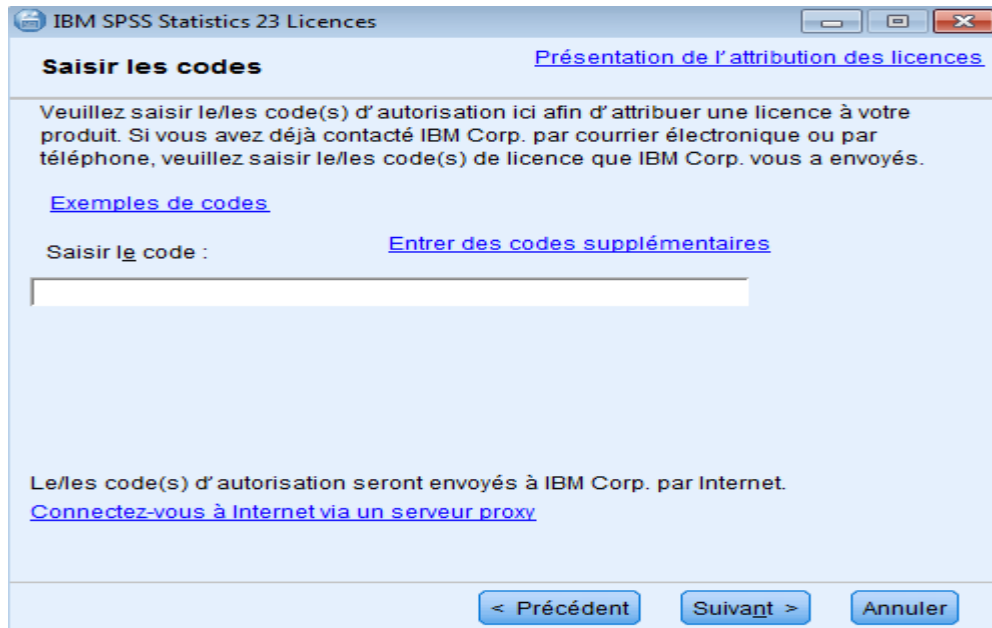 IBM SPSS Statistics 23 Licences
Saisir les codes
Présentation de l'attribution des licences
Veuillez saisir le/les code(s) d'autorisation ici afin d'attribuer une licence à votre
produit. Si vous avez déjà contacté IBM Corp. par courrier électronique ou par
téléphone, veuillez saisir le/les code(s) de licence que IBM Corp. vous a envoyés.
Exemples de codes
Saisir le code :
Entrer des codes supplémentaires
Le/les code(s) d'autorisation seront envoyés à IBM Corp. par Internet.
Connectez-vous à Internet via un serveur proxy
< Précédent
Suivant >
Annuler